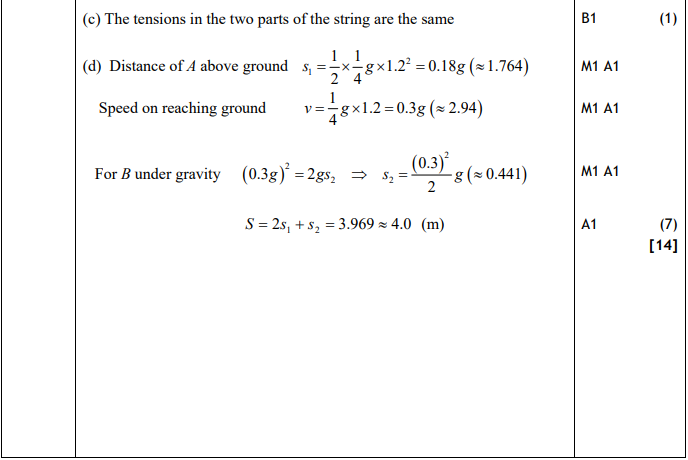 (c) The tensions in the two parts of the string are the same B1 (1)
(d) Distance of A above ground s₁ = 1/2 × 1/4 g × 1.2² = 0.18g (≈ 1.764) M1 A1
Speed on reaching ground v = 1/4 g × 1.2 = 0.3g (≈ 2.94) M1 A1
For B under gravity (0.3g)² = 2gs₂ ⇒ s₂ = (0.3)²/2 g (≈ 0.441) M1 A1
S = 2s₁ + s₂ = 3.969 ≈ 4.0 (m) A1 (7)
[14]